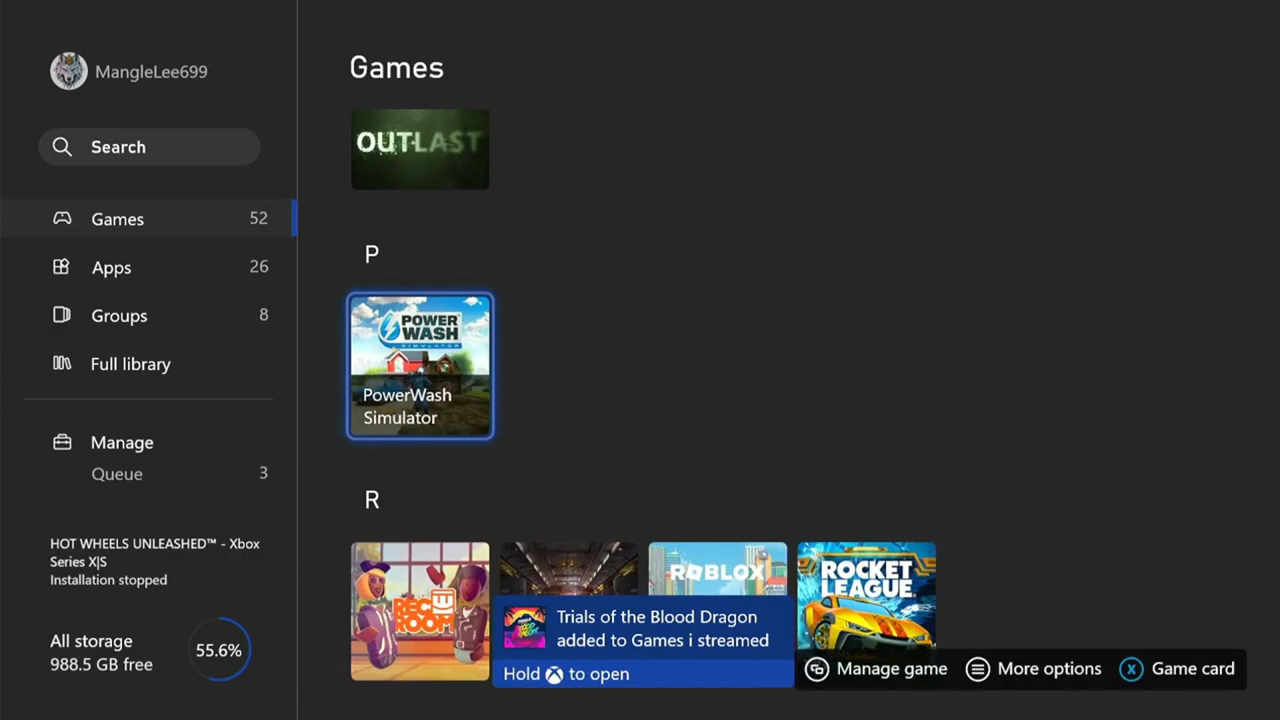 MangleLee699
Search
Games 52
Apps 26
Groups 8
Full library
Manage
Queue 3
HOT WHEELS UNLEASHED™ - Xbox
Series X|S
Installation stopped
All storage
988.5 GB free
55.6%
Games
OUTLAST
P
POWER
WASH
SIMULATOR
PowerWash
Simulator
R
REC
ROOM
ROBLOX
ROCKET
LEAGUE
Trials of the Blood Dragon
added to Games i streamed
Hold to open
Manage game
More options
X Game card